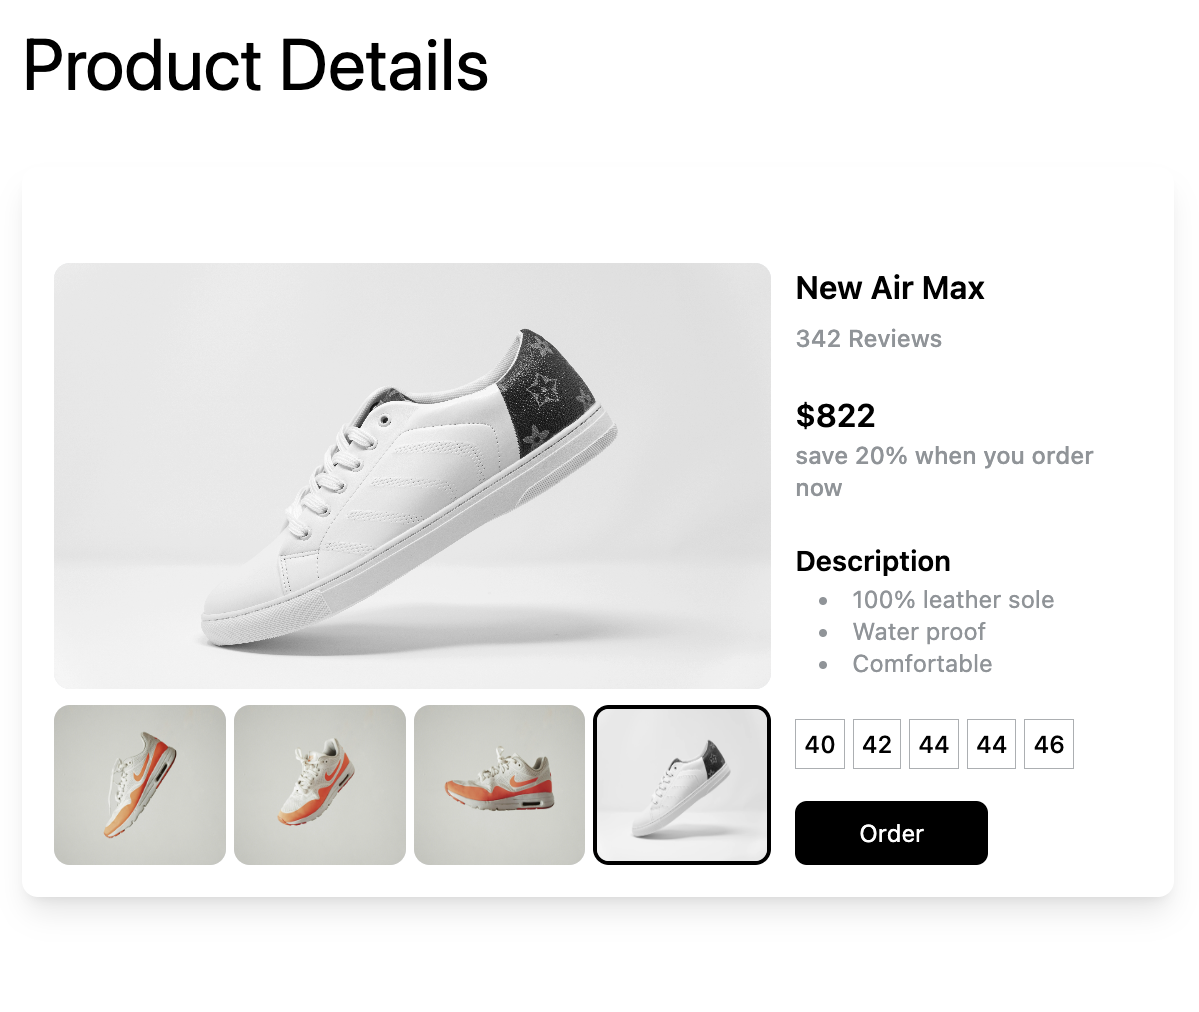 Product Details
New Air Max
342 Reviews
$822
save 20% when you order
now
Description
100% leather sole
Water proof
Comfortable
40 42 44 44 46
Order